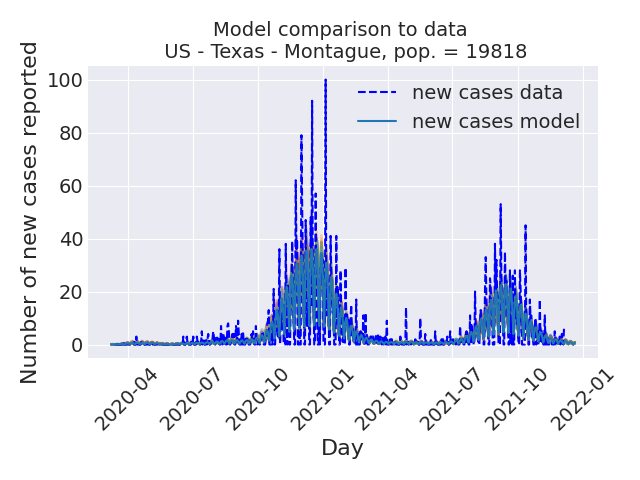 Model comparison to data
US - Texas - Montague, pop. = 19818
Number of new cases reported
100
80
60
40
20
0
new cases data
new cases model
2020-04
2020-07
2020-10
2021-01
2021-04
2021-07
2021-10
2022-01
Day